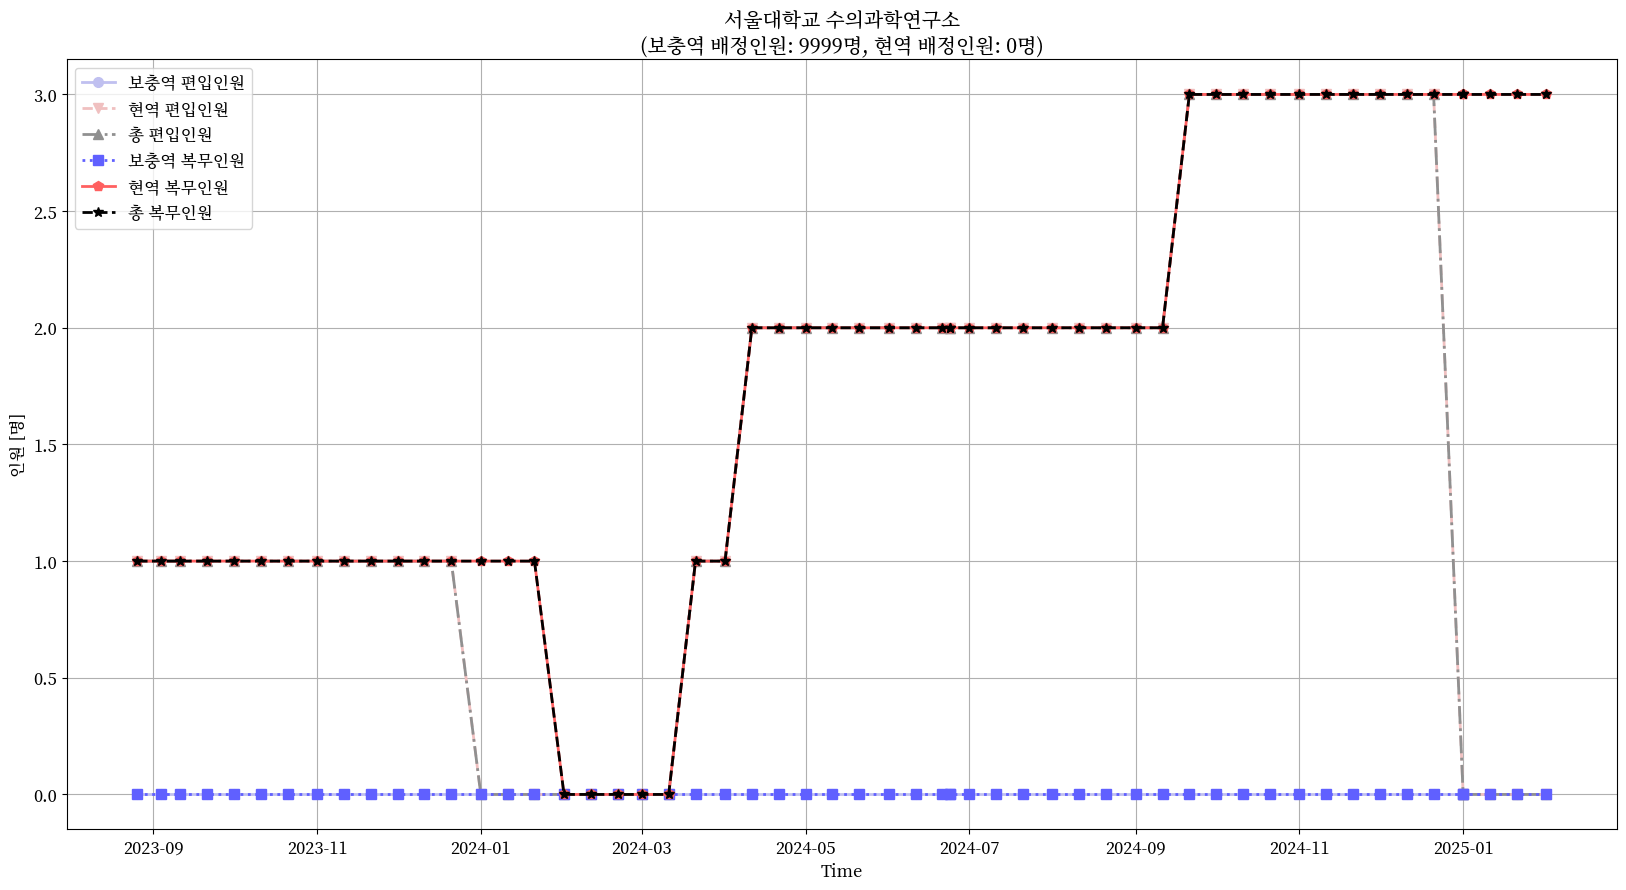 서울대학교 수의과학연구소
(보충역 배정인원: 9999명, 현역 배정인원: 0명)
보충역 편입인원
현역 편입인원
총 편입인원
보충역 복무인원
현역 복무인원
총 복무인원
3.0
2.5
2.0
1.5
1.0
0.5
0.0
인원 [명]
2023-09 2023-11 2024-01 2024-03 2024-05 2024-07 2024-09 2024-11 2025-01
Time